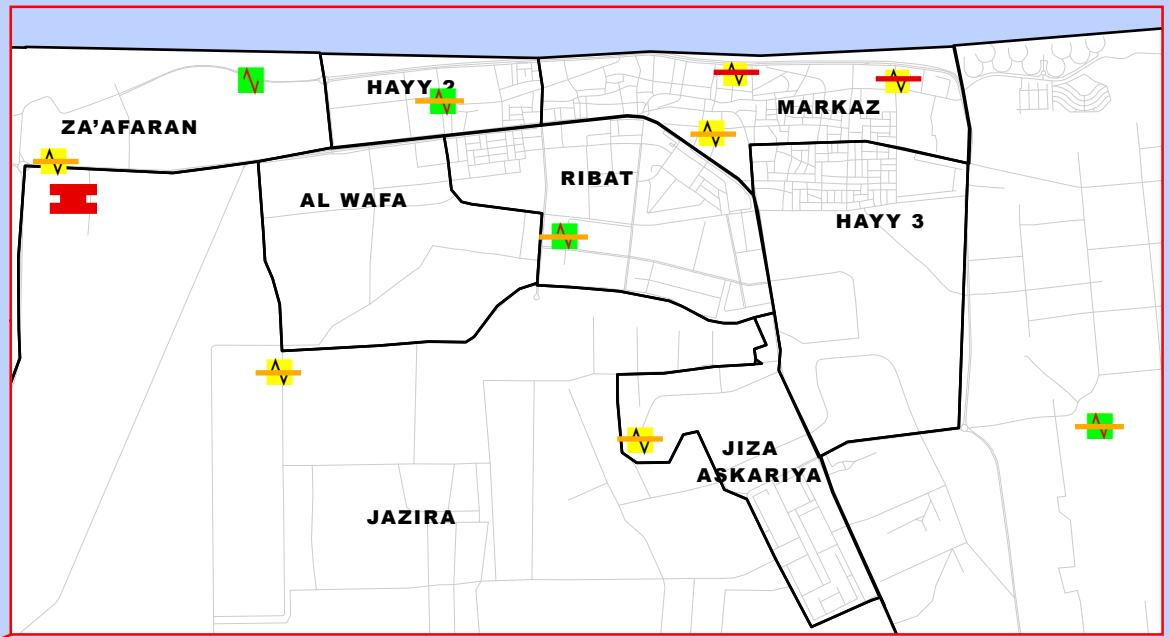 HAYY 2
MARKAZ
ZA’AFARAN
RIBAT
AL WAFA
HAYY 3
JIZA
ASKARIYA
JAZIRA